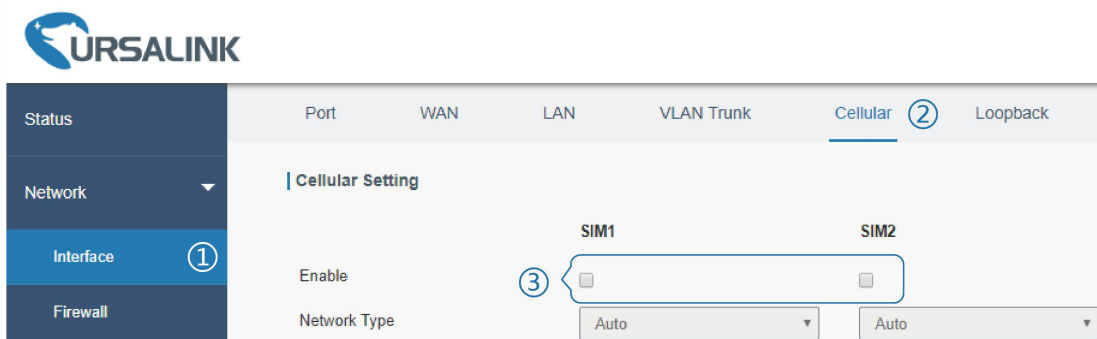 URSALINK
Status
Port WAN LAN VLAN Trunk Cellular ② Loopback
Network
Cellular Setting
SIM1 SIM2
Interface ①
Enable ③
Firewall
Network Type Auto Auto